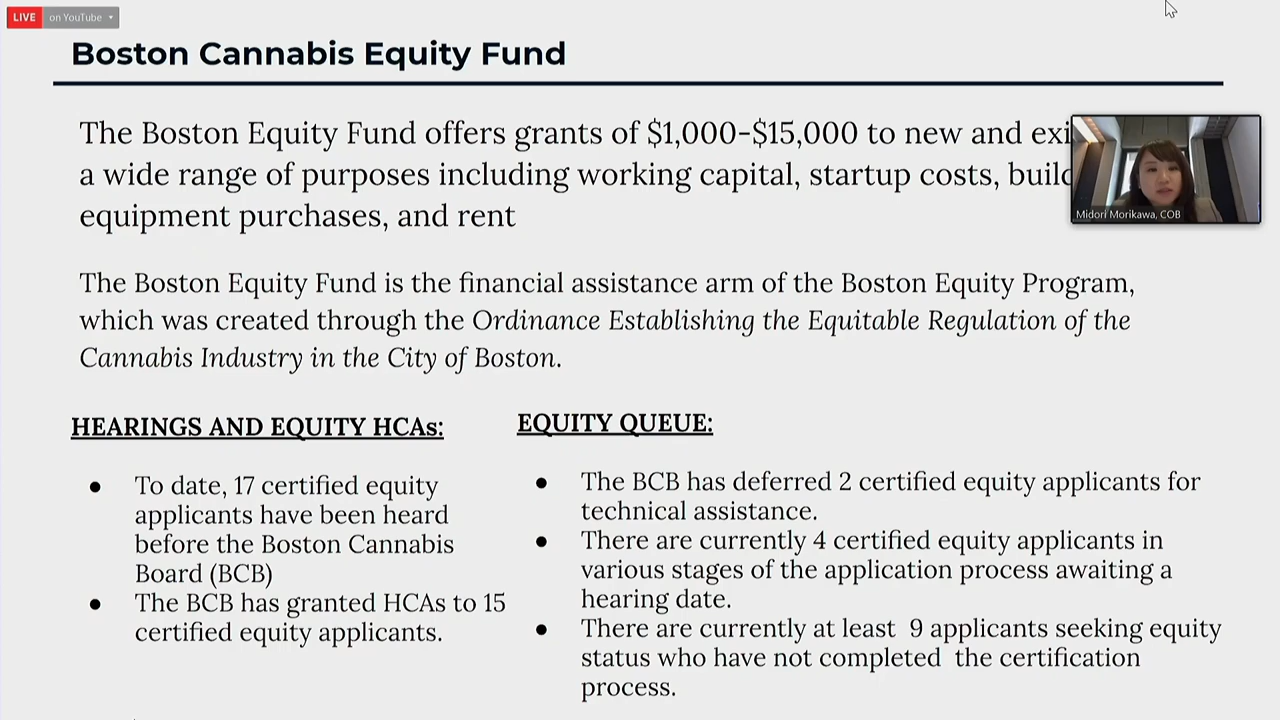 LIVE on YouTube
Boston Cannabis Equity Fund
The Boston Equity Fund offers grants of $1,000-$15,000 to new and exi
a wide range of purposes including working capital, startup costs, build
equipment purchases, and rent
Midori Morikawa, COB
The Boston Equity Fund is the financial assistance arm of the Boston Equity Program,
which was created through the Ordinance Establishing the Equitable Regulation of the
Cannabis Industry in the City of Boston.
HEARINGS AND EQUITY HCAs:
● To date, 17 certified equity
applicants have been heard
before the Boston Cannabis
Board (BCB)
● The BCB has granted HCAs to 15
certified equity applicants.
EQUITY QUEUE:
● The BCB has deferred 2 certified equity applicants for
technical assistance.
● There are currently 4 certified equity applicants in
various stages of the application process awaiting a
hearing date.
● There are currently at least 9 applicants seeking equity
status who have not completed the certification
process.